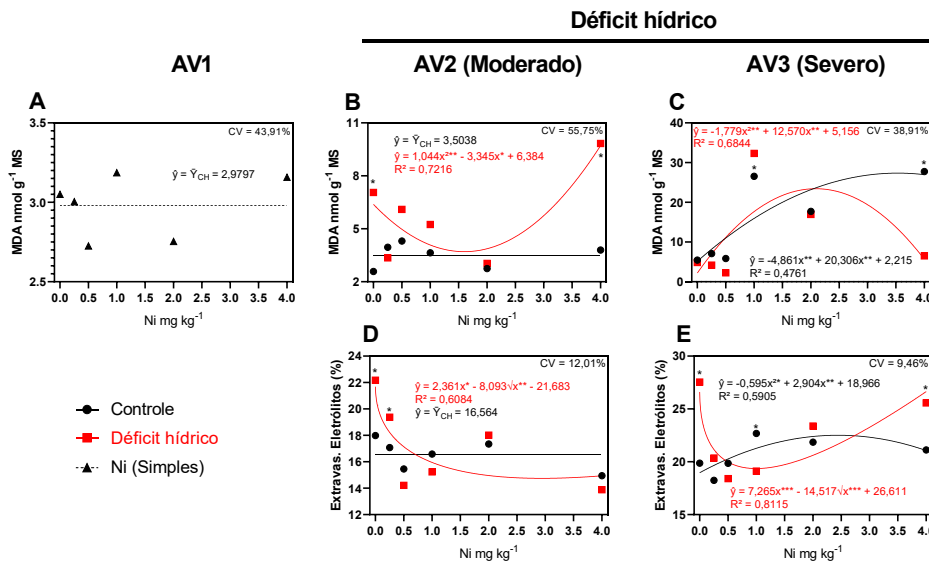 Déficit hídrico
AV1
AV2 (Moderado)
AV3 (Severo)
A
CV = 43,91%
ŷ = Ȳ_CH = 2,9797
MDA nmol g⁻¹ MS
3.5
3.0
2.5
0.0 0.5 1.0 1.5 2.0 2.5 3.0 3.5 4.0
Ni mg kg⁻¹
B
CV = 55,75%
ŷ = Ȳ_CH = 3,5038
ŷ = 1,044x²** - 3,345x* + 6,384
R² = 0,7216
*
*
MDA nmol g⁻¹ MS
11
8
5
2
0.0 0.5 1.0 1.5 2.0 2.5 3.0 3.5 4.0
Ni mg kg⁻¹
C
ŷ = -1,779x²** + 12,570x** + 5,156
CV = 38,91%
R² = 0,6844
*
*
ŷ = -4,861x** + 20,306x** + 2,215
R² = 0,4761
MDA nmol g⁻¹ MS
40
30
20
10
0
0.0 0.5 1.0 1.5 2.0 2.5 3.0 3.5 4.0
Ni mg kg⁻¹
D
CV = 12,01%
ŷ = 2,361x* - 8,093√x** - 21,683
R² = 0,6084
ŷ = Ȳ_CH = 16,564
*
*
Extravas. Eletrólitos (%)
24
22
20
18
16
14
12
0.0 0.5 1.0 1.5 2.0 2.5 3.0 3.5 4.0
Ni mg kg⁻¹
E
CV = 9,46%
ŷ = -0,595x²* + 2,904x** + 18,966
R² = 0,5905
*
*
*
ŷ = 7,265x*** - 14,517√x*** + 26,611
R² = 0,8115
Extravas. Eletrólitos (%)
30
25
20
15
0.0 0.5 1.0 1.5 2.0 2.5 3.0 3.5 4.0
Ni mg kg⁻¹
Controle
Déficit hídrico
Ni (Simples)